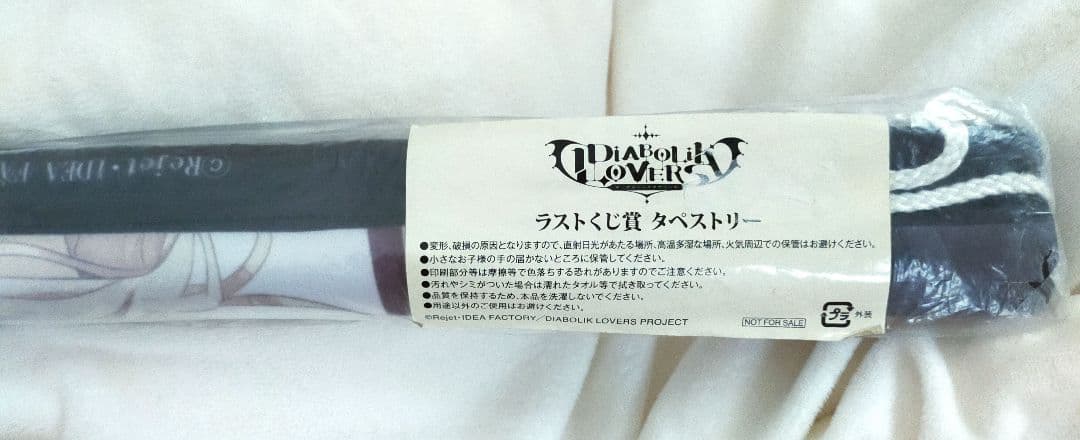 ©Rejet・IDEA FA
DIABOLIK
LOVERS
ラストくじ賞 タペストリー
●変形、破損の原因となりますので、直射日光があたる場所、高温多湿な場所、火気周辺での保管はお避けください。
●小さなお子様の手の届かないところに保管してください。
●印刷部分等は摩擦等で色落ちする恐れがありますのでご注意ください。
●汚れやシミがついた場合は濡れたタオル等で拭き取ってください。
●品質を保持するため、本品を洗濯しないでください。
●用途以外のご使用はお避けください。
©Rejet・IDEA FACTORY／DIABOLIK LOVERS PROJECT
NOT FOR SALE
プラ 外装